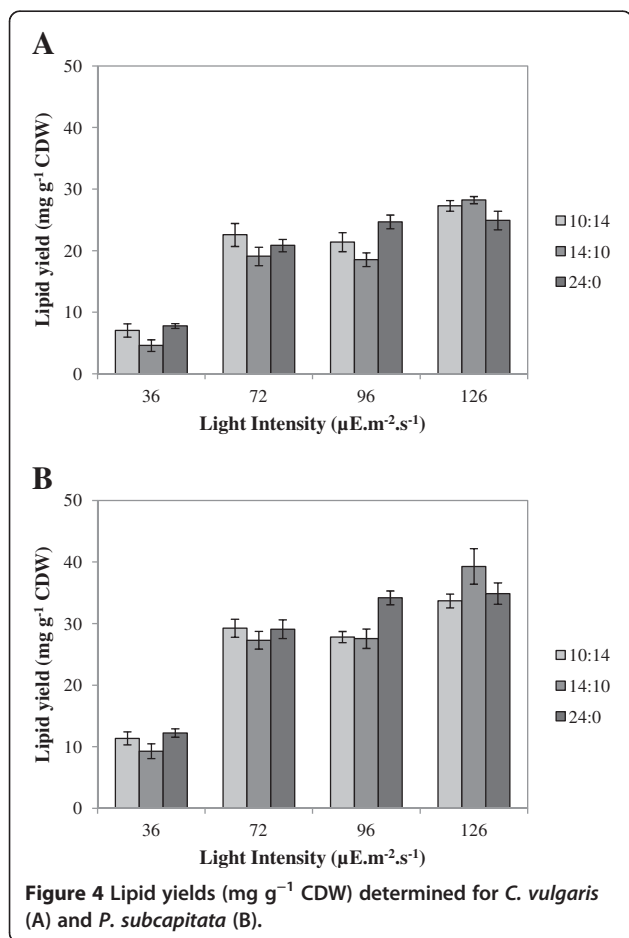 A
50
40
30
20
10
0
Lipid yield (mg g⁻¹ CDW)
36 72 96 126
Light Intensity (µE.m⁻².s⁻¹)
10:14
14:10
24:0
B
50
40
30
20
10
0
Lipid yield (mg g⁻¹ CDW)
36 72 96 126
Light Intensity (µE.m⁻².s⁻¹)
10:14
14:10
24:0
Figure 4 Lipid yields (mg g⁻¹ CDW) determined for C. vulgaris
(A) and P. subcapitata (B).